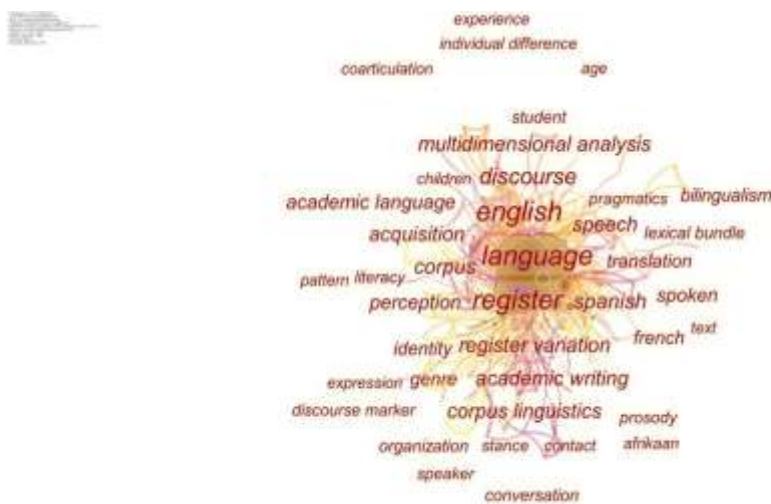 experience
individual difference
coarticulation age
student
multidimensional analysis
children discourse
academic language pragmatics bilingualism
english
acquisition speech lexical bundle
corpus language translation
pattern literacy
perception register spanish spoken
french text
identity register variation
expression genre academic writing
discourse marker corpus linguistics prosody
organization stance contact afrikaan
speaker
conversation